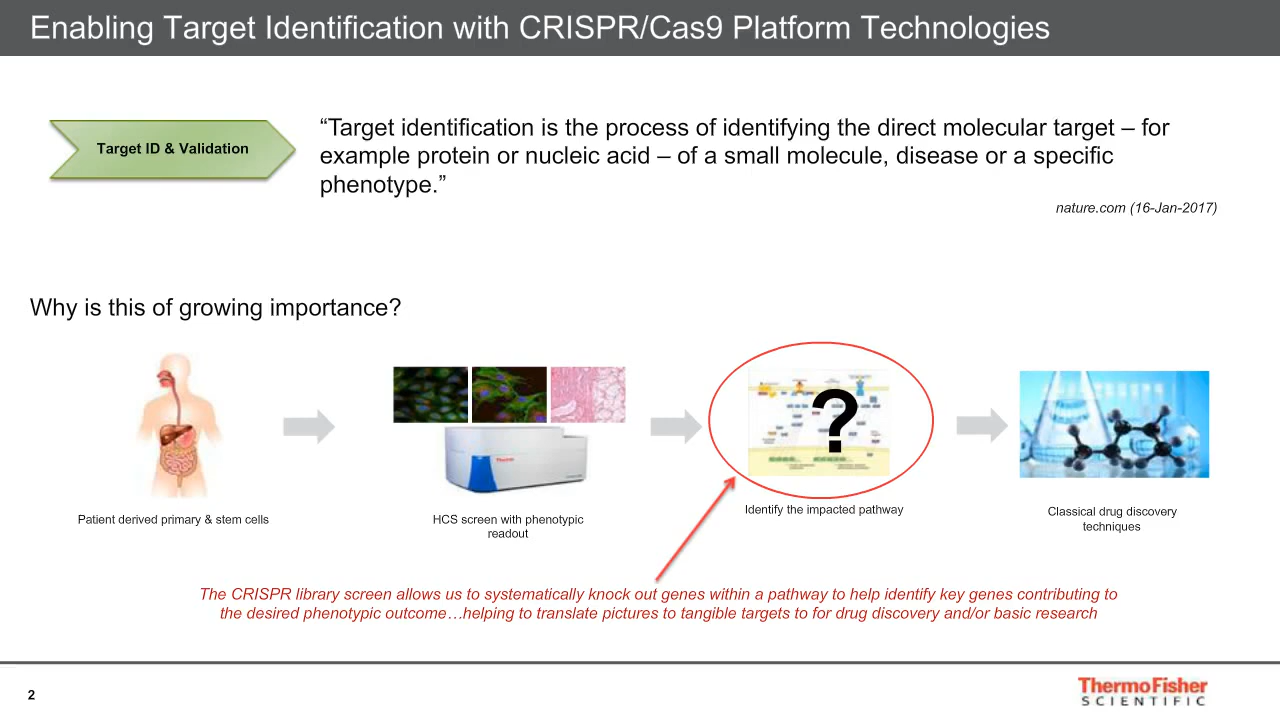 Enabling Target Identification with CRISPR/Cas9 Platform Technologies
Target ID & Validation
“Target identification is the process of identifying the direct molecular target – for
example protein or nucleic acid – of a small molecule, disease or a specific
phenotype.”
nature.com (16-Jan-2017)
Why is this of growing importance?
Thermo
?
Patient derived primary & stem cells
HCS screen with phenotypic
readout
Identify the impacted pathway
Classical drug discovery
techniques
The CRISPR library screen allows us to systematically knock out genes within a pathway to help identify key genes contributing to
the desired phenotypic outcome…helping to translate pictures to tangible targets to for drug discovery and/or basic research
2
ThermoFisher
SCIENTIFIC